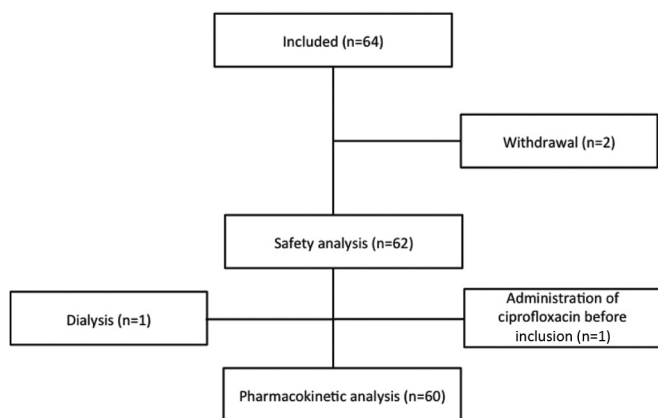 Included (n=64)
Withdrawal (n=2)
Safety analysis (n=62)
Dialysis (n=1)
Administration of
ciprofloxacin before
inclusion (n=1)
Pharmacokinetic analysis (n=60)